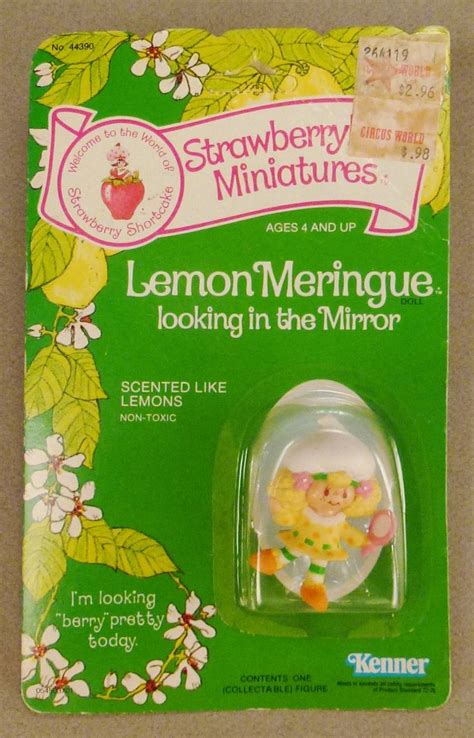 No. 44390
Welcome to the World of
Strawberry Shortcake
Strawberry
Miniatures
264119
WORLD
$2.96
CIRCUS WORLD
$.98
AGES 4 AND UP
Lemon Meringue
DOLL
looking in the Mirror
SCENTED LIKE
LEMONS
NON-TOXIC
I'm looking
"berry" pretty
today.
CONTENTS: ONE
(COLLECTABLE) FIGURE
Kenner